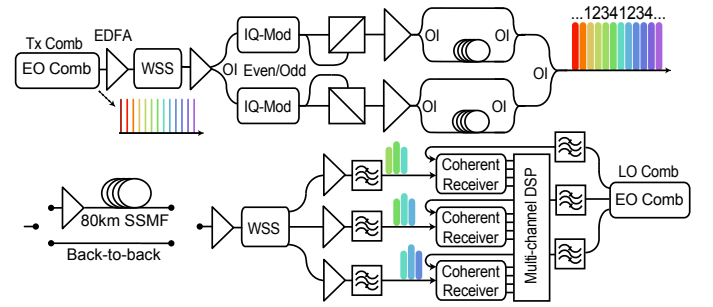 Tx Comb
EO Comb
EDFA
WSS
OI
Even/Odd
IQ-Mod
IQ-Mod
OI
OI
OI
OI
OI
...12341234...
80km SSMF
Back-to-back
WSS
Coherent
Receiver
Coherent
Receiver
Coherent
Receiver
Multi-channel DSP
LO Comb
EO Comb